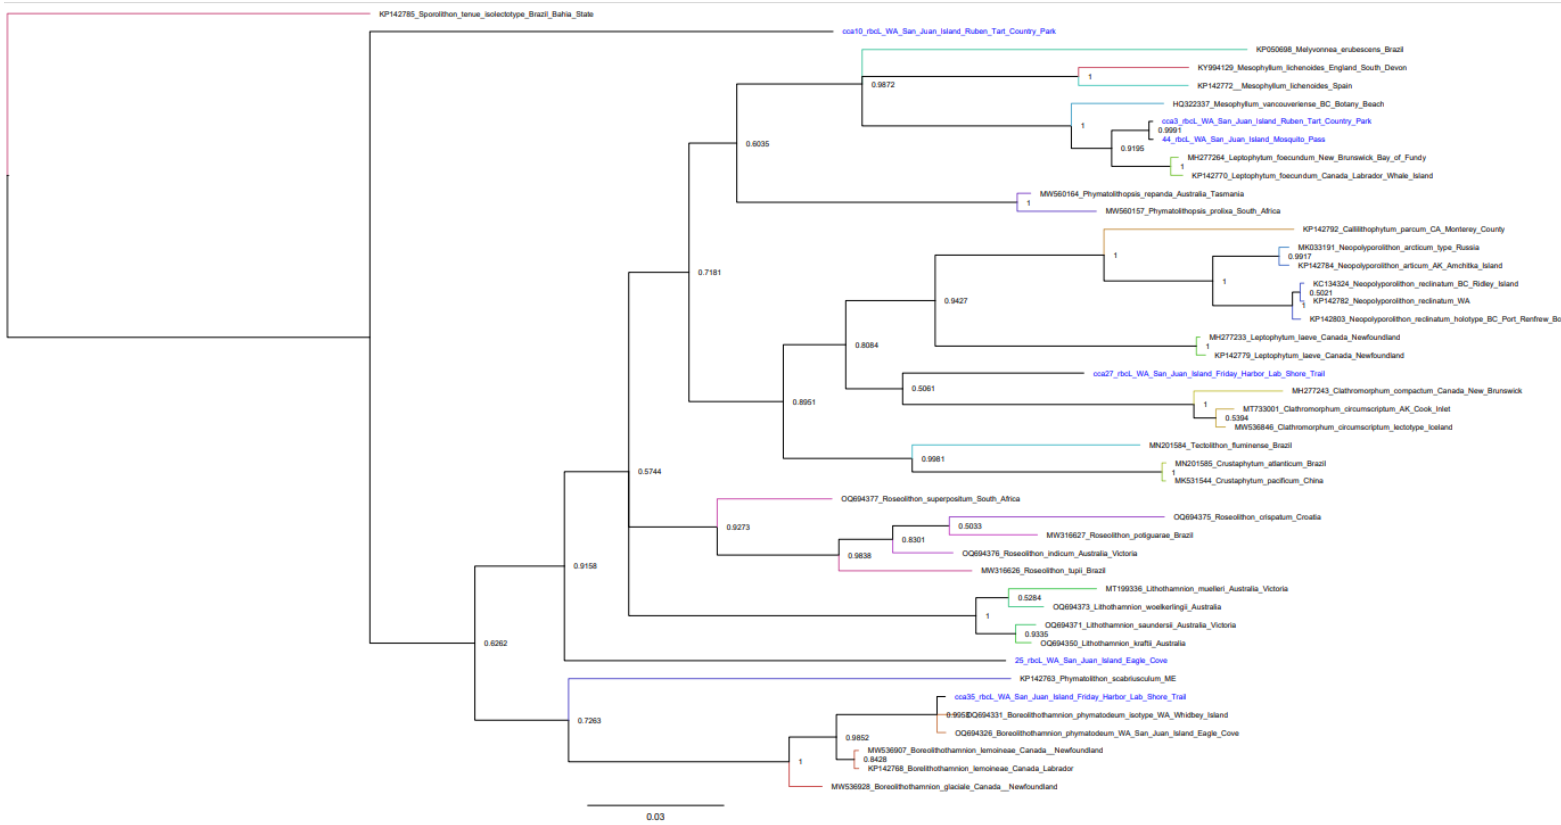 KP142785_Sporolithon_tenue_isolectotype_Brazil_Bahia_State
cca10_rbcL_WA_San_Juan_Island_Ruben_Tart_Country_Park
KP050698_Melyvonnea_erubescens_Brazil
KY994129_Mesophyllum_lichenoides_England_South_Devon
1
KP142772__Mesophyllum_lichenoides_Spain
0.9872
HQ322337_Mesophyllum_vancouveriense_BC_Botany_Beach
cca3_rbcL_WA_San_Juan_Island_Ruben_Tart_Country_Park
1
0.9991
44_rbcL_WA_San_Juan_Island_Mosquito_Pass
0.6035
0.9195
MH277264_Leptophytum_foecundum_New_Brunswick_Bay_of_Fundy
1
KP142770_Leptophytum_foecundum_Canada_Labrador_Whale_Island
MW560164_Phymatolithopsis_repanda_Australia_Tasmania
1
MW560157_Phymatolithopsis_prolixa_South_Africa
KP142792_Callilithophytum_parcum_CA_Monterey_County
MK033191_Neopolyporolithon_arcticum_type_Russia
1
0.9917
KP142784_Neopolyporolithon_articum_AK_Amchitka_Island
0.7181
1
KC134324_Neopolyporolithon_reclinatum_BC_Ridley_Island
0.5021
KP142782_Neopolyporolithon_reclinatum_WA
0.9427
1
KP142803_Neopolyporolithon_reclinatum_holotype_BC_Port_Renfrew_Bo
MH277233_Leptophytum_laeve_Canada_Newfoundland
0.8084
1
KP142779_Leptophytum_laeve_Canada_Newfoundland
cca27_rbcL_WA_San_Juan_Island_Friday_Harbor_Lab_Shore_Trail
0.5061
MH277243_Clathromorphum_compactum_Canada_New_Brunswick
0.8951
1
MT733001_Clathromorphum_circumscriptum_AK_Cook_Inlet
0.5394
MW536846_Clathromorphum_circumscriptum_lectotype_Iceland
MN201584_Tectolithon_fluminense_Brazil
0.9981
MN201585_Crustaphytum_atlanticum_Brazil
1
MK531544_Crustaphytum_pacificum_China
0.5744
OQ694377_Roseolithon_superpositum_South_Africa
OQ694375_Roseolithon_crispatum_Croatia
0.9273
0.5033
MW316627_Roseolithon_potiguarae_Brazil
0.8301
OQ694376_Roseolithon_indicum_Australia_Victoria
0.9838
MW316626_Roseolithon_tupii_Brazil
0.9158
MT199336_Lithothamnion_muelleri_Australia_Victoria
0.5284
OQ694373_Lithothamnion_woelkerlingii_Australia
1
OQ694371_Lithothamnion_saundersii_Australia_Victoria
0.9335
OQ694350_Lithothamnion_kraftii_Australia
0.6262
25_rbcL_WA_San_Juan_Island_Eagle_Cove
KP142763_Phymatolithon_scabriusculum_ME
cca35_rbcL_WA_San_Juan_Island_Friday_Harbor_Lab_Shore_Trail
0.7263
OQ694331_Boreolithothamnion_phymatodeum_isotype_WA_Whidbey_Island
OQ694326_Boreolithothamnion_phymatodeum_WA_San_Juan_Island_Eagle_Cove
0.9852
MW536907_Boreolithothamnion_lemoineae_Canada__Newfoundland
1
0.8428
KP142768_Borelithothamnion_lemoineae_Canada_Labrador
MW536928_Boreolithothamnion_glaciale_Canada__Newfoundland
0.03